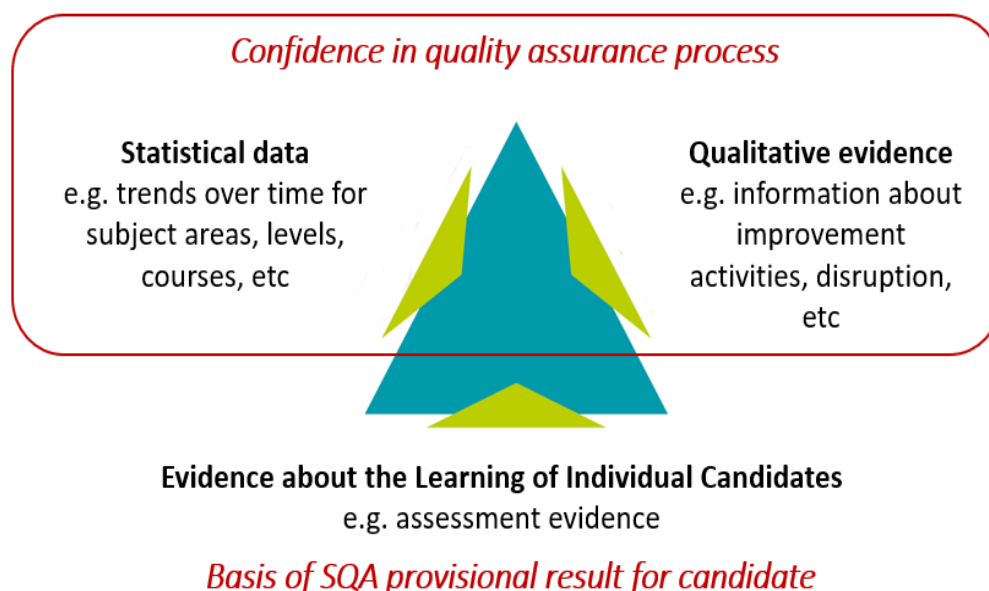 Confidence in quality assurance process
Statistical data
e.g. trends over time for
subject areas, levels,
courses, etc
Qualitative evidence
e.g. information about
improvement
activities, disruption,
etc
Evidence about the Learning of Individual Candidates
e.g. assessment evidence
Basis of SQA provisional result for candidate